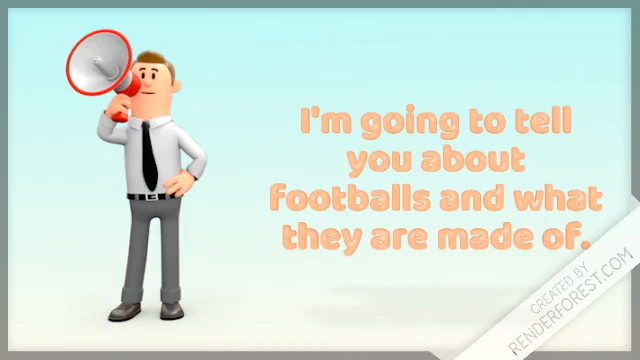 I'm going to tell
you about
footballs and what
they are made of.
CREATED BY
RENDERFOREST.COM